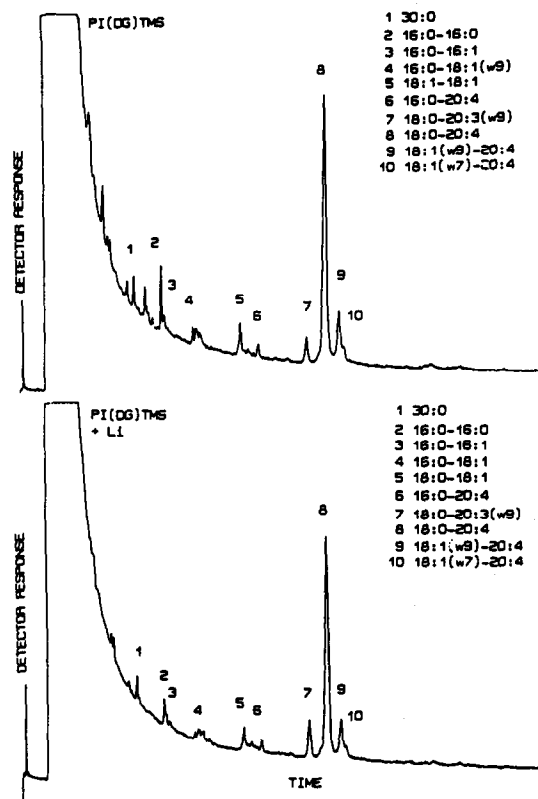 PI(DG)TMS
1 30:0
2 16:0-16:0
3 16:0-16:1
4 16:0-18:1(w9)
5 18:1-18:1
6 16:0-20:4
7 18:0-20:3(w9)
8 18:0-20:4
9 18:1(w9)-20:4
10 18:1(w7)-20:4
DETECTOR RESPONSE
1
2
3
4
5
6
7
8
9
10
PI(DG)TMS
+ Li
1 30:0
2 16:0-16:0
3 16:0-16:1
4 16:0-18:1
5 18:0-18:1
6 16:0-20:4
7 18:0-20:3(w9)
8 18:0-20:4
9 18:1(w9)-20:4
10 18:1(w7)-20:4
DETECTOR RESPONSE
1
2
3
4
5
6
7
8
9
10
TIME